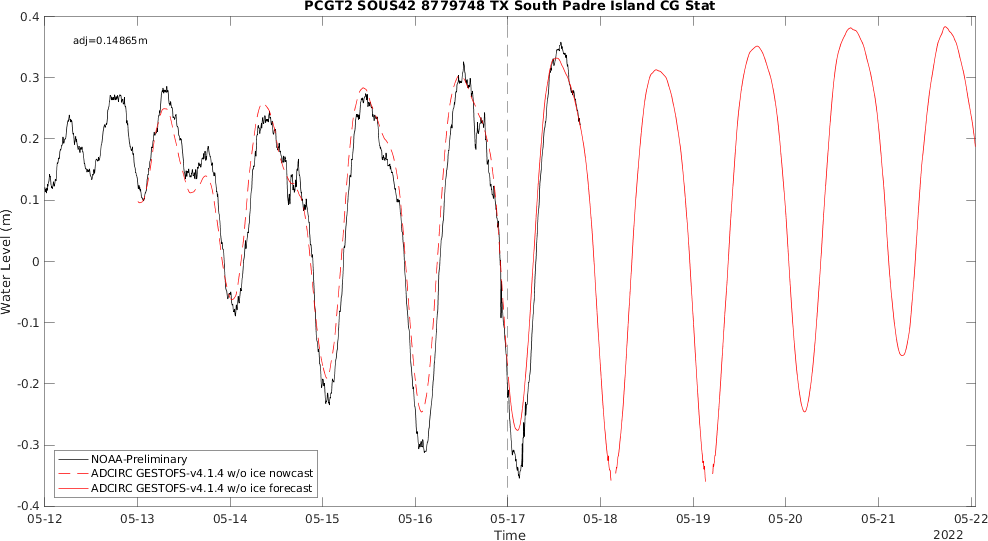 PCGT2 SOUS42 8779748 TX South Padre Island CG Stat
adj=0.14865m
0.4
0.3
0.2
0.1
0
-0.1
-0.2
-0.3
-0.4
Water Level (m)
NOAA-Preliminary
ADCIRC GESTOFS-v4.1.4 w/o ice nowcast
ADCIRC GESTOFS-v4.1.4 w/o ice forecast
05-12 05-13 05-14 05-15 05-16 05-17 05-18 05-19 05-20 05-21 05-22
Time
2022